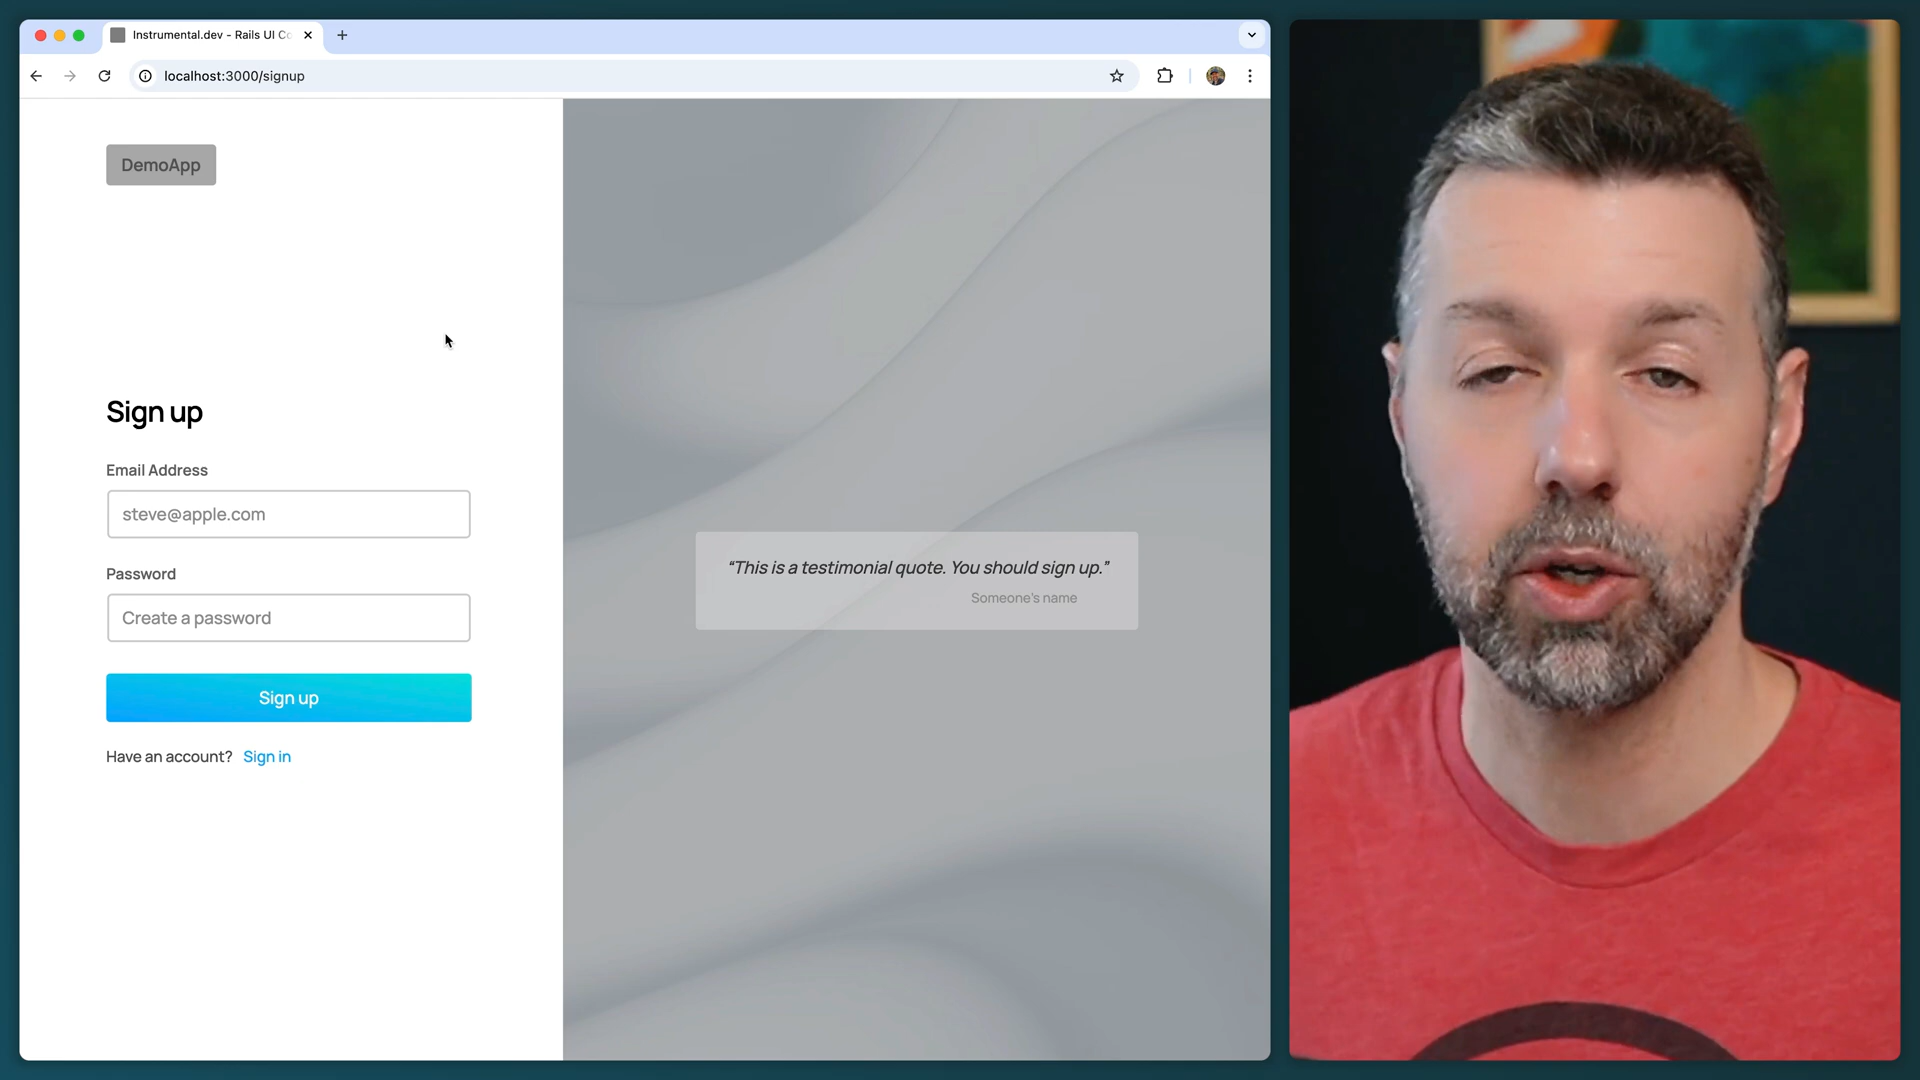 Instrumental.dev - Rails UI Co
localhost:3000/signup
DemoApp
Sign up
Email Address
steve@apple.com
Password
Create a password
Sign up
Have an account? Sign in
“This is a testimonial quote. You should sign up.”
Someone's name